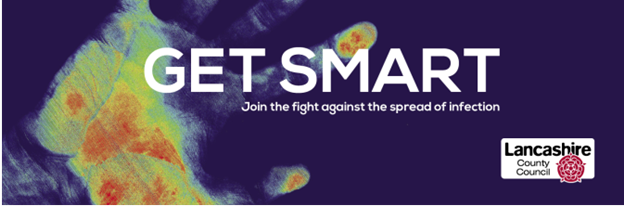 GET SMART
Join the fight against the spread of infection
Lancashire
County
Council